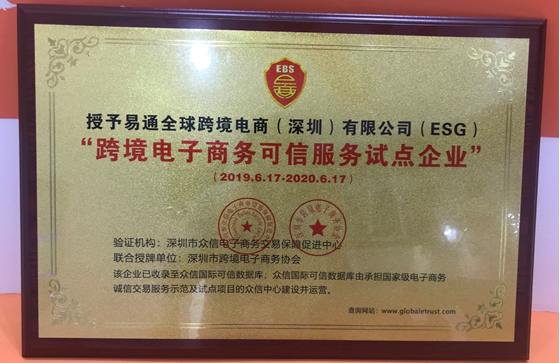 EBS
授予易通全球跨境电商（深圳）有限公司（ESG）
“跨境电子商务可信服务试点企业”
（2019.6.17-2020.6.17）
验证机构：深圳市众信电子商务交易保障促进中心
联合授牌单位：深圳市跨境电子商务协会
该企业已收录至众信国际可信数据库；众信国际可信数据库由承担国家级电子商务
诚信交易服务示范及试点项目的众信中心建设并运营。
查询网站：www.globaletrust.com